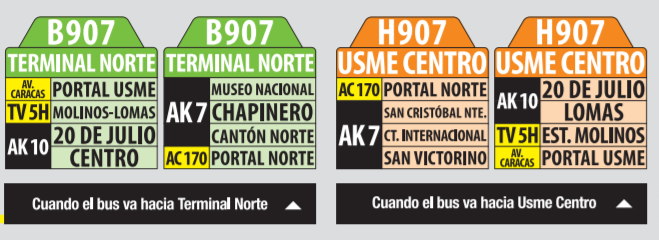 B907
TERMINAL NORTE
AV. CARACAS PORTAL USME
TV 5H MOLINOS-LOMAS
AK 10 20 DE JULIO
CENTRO
B907
TERMINAL NORTE
AK 7 MUSEO NACIONAL
CHAPINERO
CANTÓN NORTE
AC 170 PORTAL NORTE
Cuando el bus va hacia Terminal Norte
H907
USME CENTRO
AC 170 PORTAL NORTE
AK 7 SAN CRISTÓBAL NTE.
CT. INTERNACIONAL
SAN VICTORINO
H907
USME CENTRO
AK 10 20 DE JULIO
LOMAS
TV 5H EST. MOLINOS
AV. CARACAS PORTAL USME
Cuando el bus va hacia Usme Centro